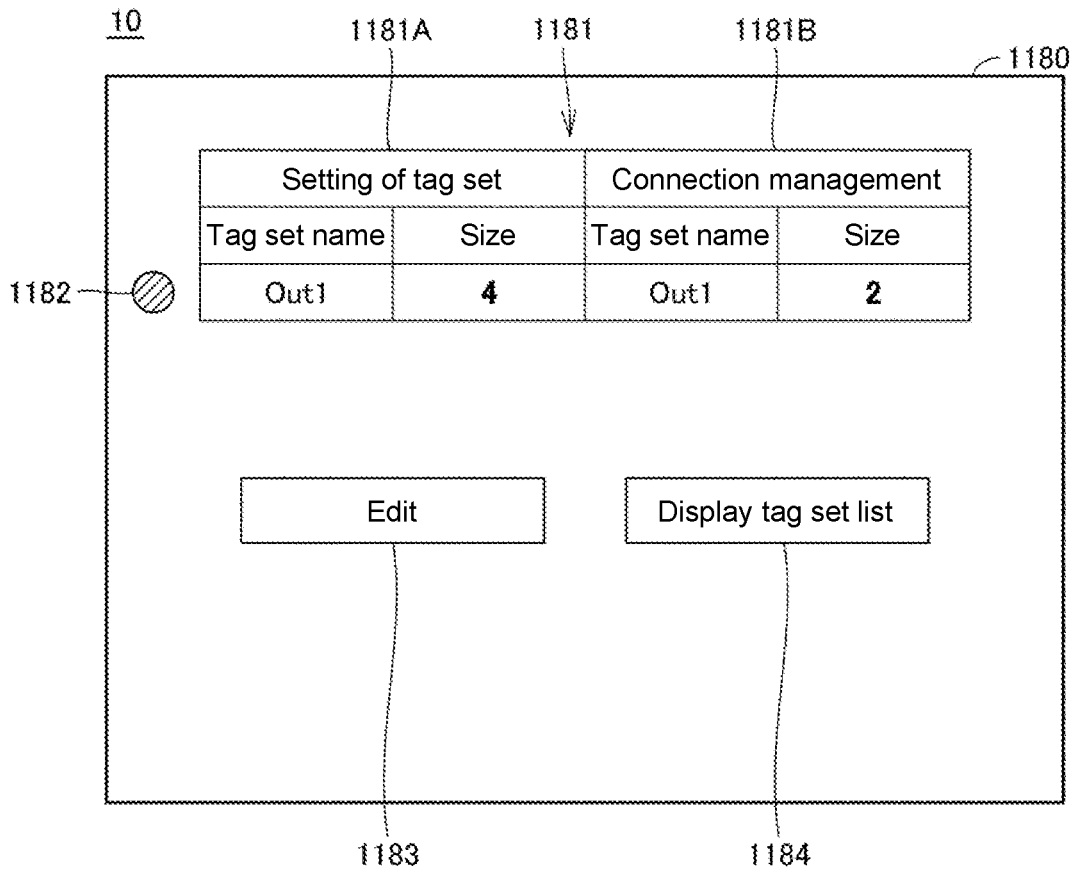 10
1181A 1181 1181B
1180
Setting of tag set Connection management
Tag set name Size Tag set name Size
1182 Out1 4 Out1 2
Edit Display tag set list
1183 1184